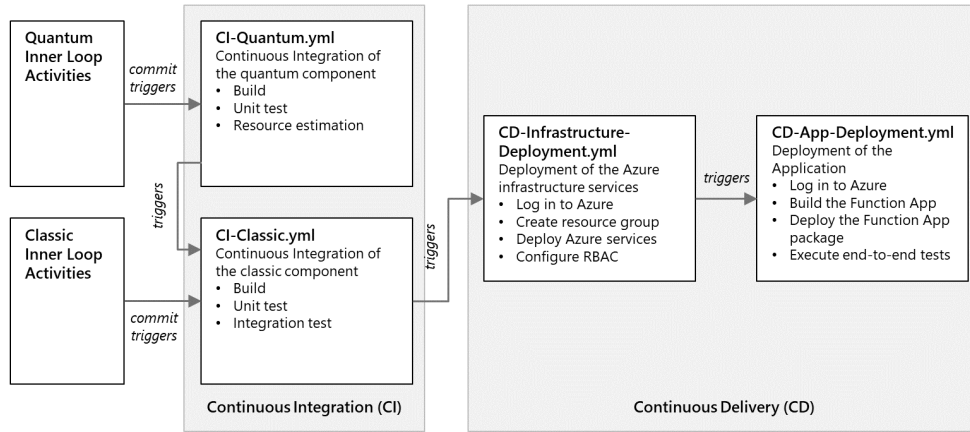 Quantum
Inner Loop
Activities
commit
triggers
CI-Quantum.yml
Continuous Integration of
the quantum component
• Build
• Unit test
• Resource estimation
triggers
Classic
Inner Loop
Activities
commit
triggers
CI-Classic.yml
Continuous Integration of
the classic component
• Build
• Unit test
• Integration test
Continuous Integration (CI)
triggers
CD-Infrastructure-
Deployment.yml
Deployment of the Azure
infrastructure services
• Log in to Azure
• Create resource group
• Deploy Azure services
• Configure RBAC
triggers
CD-App-Deployment.yml
Deployment of the
Application
• Log in to Azure
• Build the Function App
• Deploy the Function App
package
• Execute end-to-end tests
Continuous Delivery (CD)